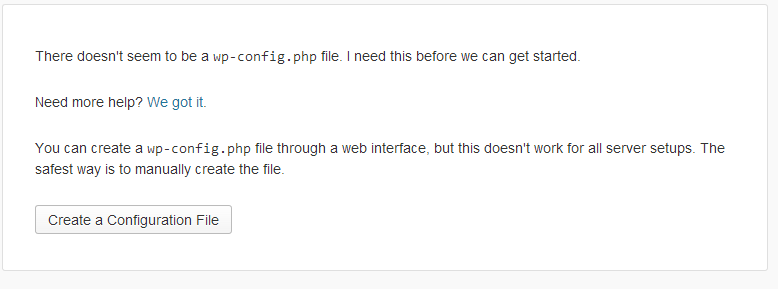 There doesn't seem to be a wp-config.php file. I need this before we can get started.
Need more help? We got it.
You can create a wp-config.php file through a web interface, but this doesn't work for all server setups. The
safest way is to manually create the file.
Create a Configuration File